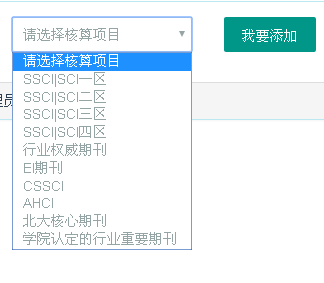 请选择核算项目
我要添加
请选择核算项目
SSCI|SCI一区
SSCI|SCI二区
SSCI|SCI三区
SSCI|SCI四区
行业权威期刊
EI期刊
CSSCI
AHCI
北大核心期刊
学院认定的行业重要期刊